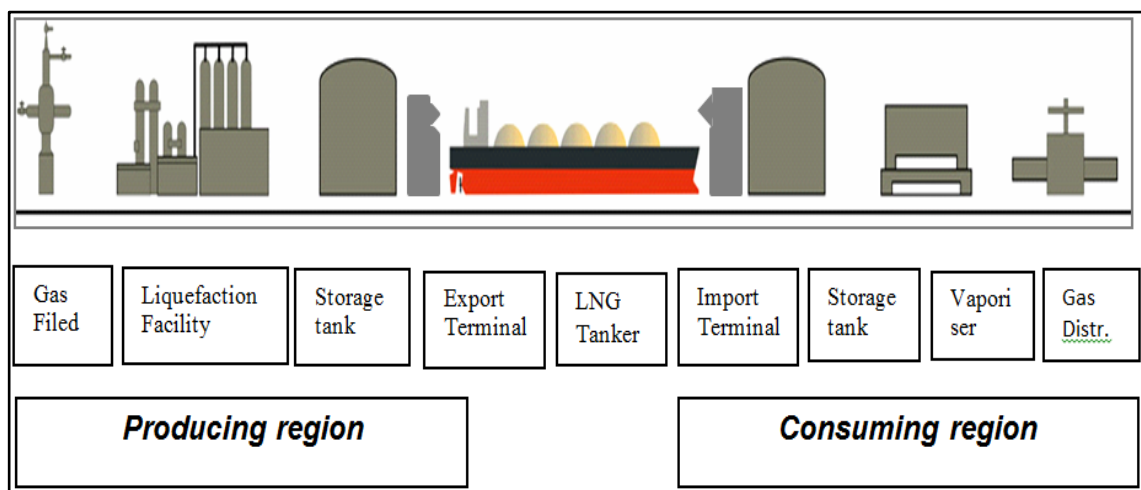 Gas
Filed
Liquefaction
Facility
Storage
tank
Export
Terminal
LNG
Tanker
Import
Terminal
Storage
tank
Vapori
ser
Gas
Distr.
Producing region
Consuming region